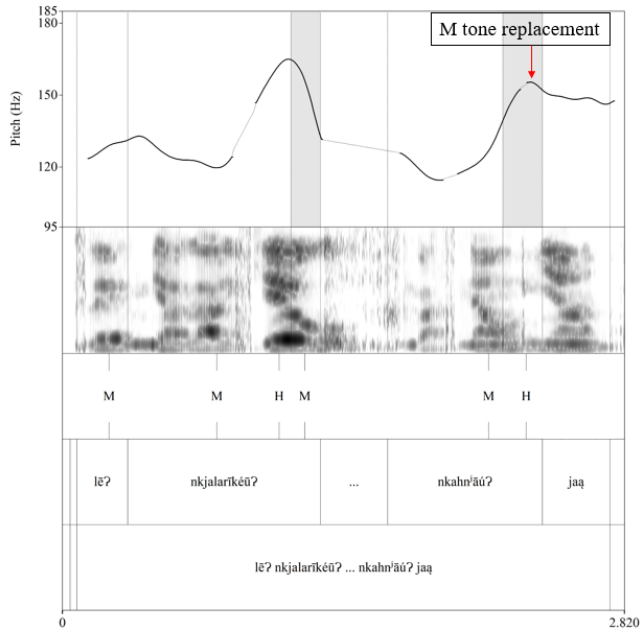 185
180
M tone replacement
150
Pitch (Hz)
120
95
M M H M M H
lēʔ nkjalarīkéūʔ ... nkahnʲāúʔ jaą
lēʔ nkjalarīkéūʔ ... nkahnʲāúʔ jaą
0 2.820